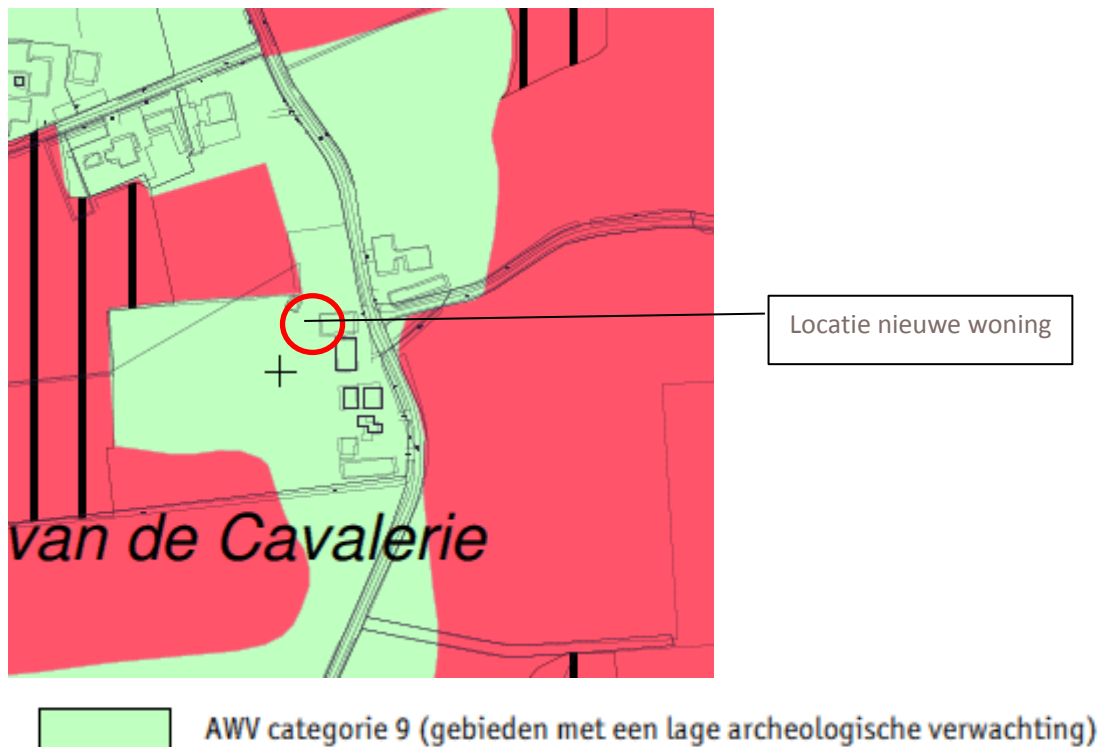 Locatie nieuwe woning
van de Cavalerie
AWV categorie 9 (gebieden met een lage archeologische verwachting)